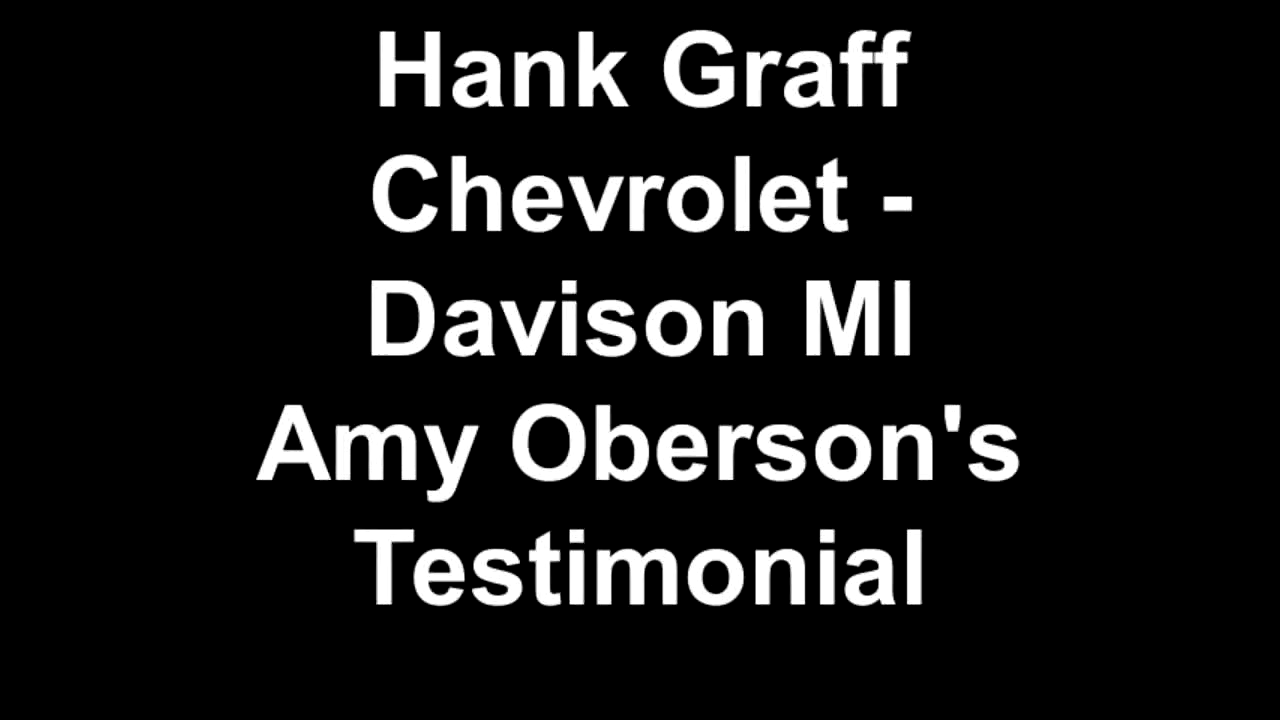 Hank Graff
Chevrolet -
Davison MI
Amy Oberson's
Testimonial